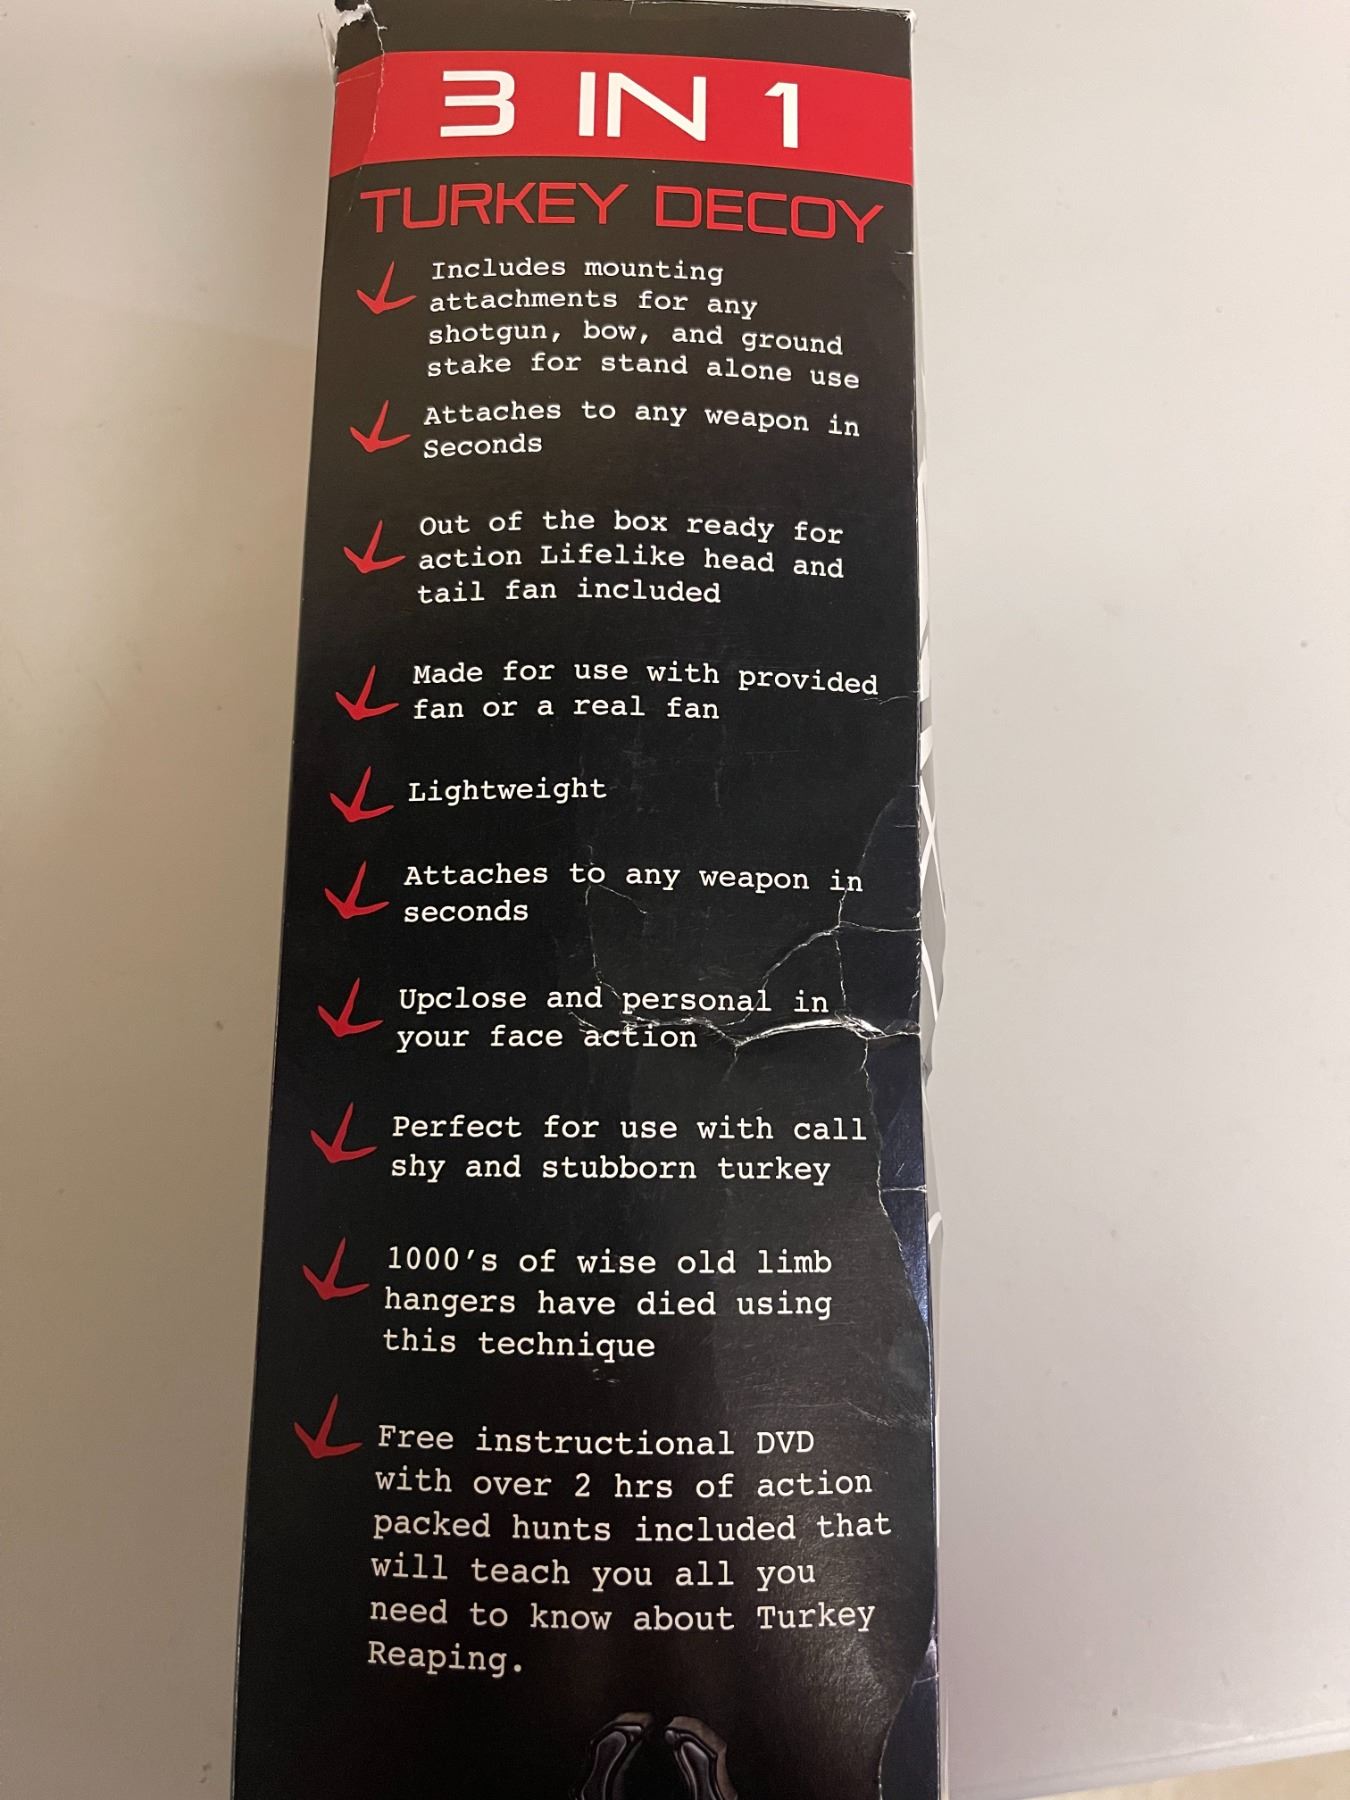 3 IN 1
TURKEY DECOY
Includes mounting
attachments for any
shotgun, bow, and ground
stake for stand alone use
Attaches to any weapon in
Seconds
Out of the box ready for
action Lifelike head and
tail fan included
Made for use with provided
fan or a real fan
Lightweight
Attaches to any weapon in
seconds
Upclose and personal in
your face action
Perfect for use with call
shy and stubborn turkey
1000's of wise old limb
hangers have died using
this technique
Free instructional DVD
with over 2 hrs of action
packed hunts included that
will teach you all you
need to know about Turkey
Reaping.